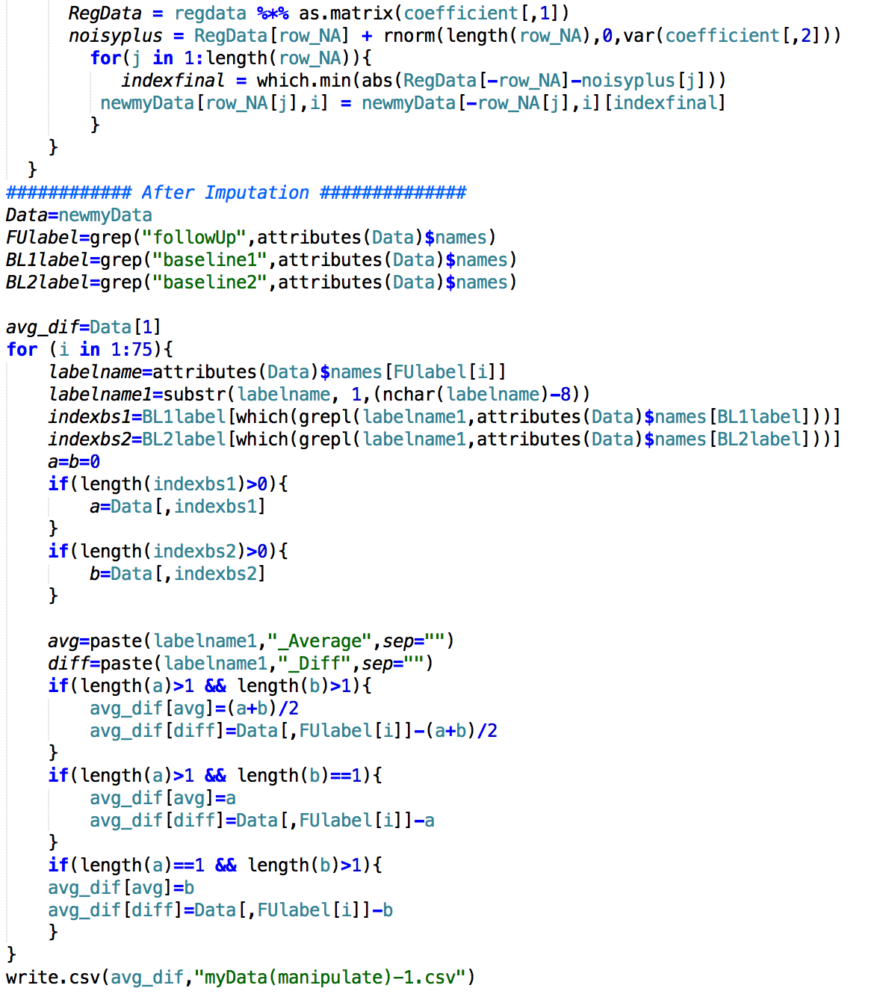 RegData = regdata %*% as.matrix(coefficient[,1])
noisyplus = RegData[row_NA] + rnorm(length(row_NA),0,var(coefficient[,2]))
for(j in 1:length(row_NA)){
indexfinal = which.min(abs(RegData[-row_NA]-noisyplus[j]))
newmyData[row_NA[j],i] = newmyData[-row_NA[j],i][indexfinal]
}
}
}
############ After Imputation ##############
Data=newmyData
FUlabel=grep("followUp",attributes(Data)$names)
BL1label=grep("baseline1",attributes(Data)$names)
BL2label=grep("baseline2",attributes(Data)$names)
avg_dif=Data[1]
for (i in 1:75){
labelname=attributes(Data)$names[FUlabel[i]]
labelname1=substr(labelname, 1,(nchar(labelname)-8))
indexbs1=BL1label[which(grepl(labelname1,attributes(Data)$names[BL1label]))]
indexbs2=BL2label[which(grepl(labelname1,attributes(Data)$names[BL2label]))]
a=b=0
if(length(indexbs1)>0){
a=Data[,indexbs1]
}
if(length(indexbs2)>0){
b=Data[,indexbs2]
}
avg=paste(labelname1,"_Average",sep="")
diff=paste(labelname1,"_Diff",sep="")
if(length(a)>1 && length(b)>1){
avg_dif[avg]=(a+b)/2
avg_dif[diff]=Data[,FUlabel[i]]-(a+b)/2
}
if(length(a)>1 && length(b)==1){
avg_dif[avg]=a
avg_dif[diff]=Data[,FUlabel[i]]-a
}
if(length(a)==1 && length(b)>1){
avg_dif[avg]=b
avg_dif[diff]=Data[,FUlabel[i]]-b
}
}
write.csv(avg_dif,"myData(manipulate)-1.csv")